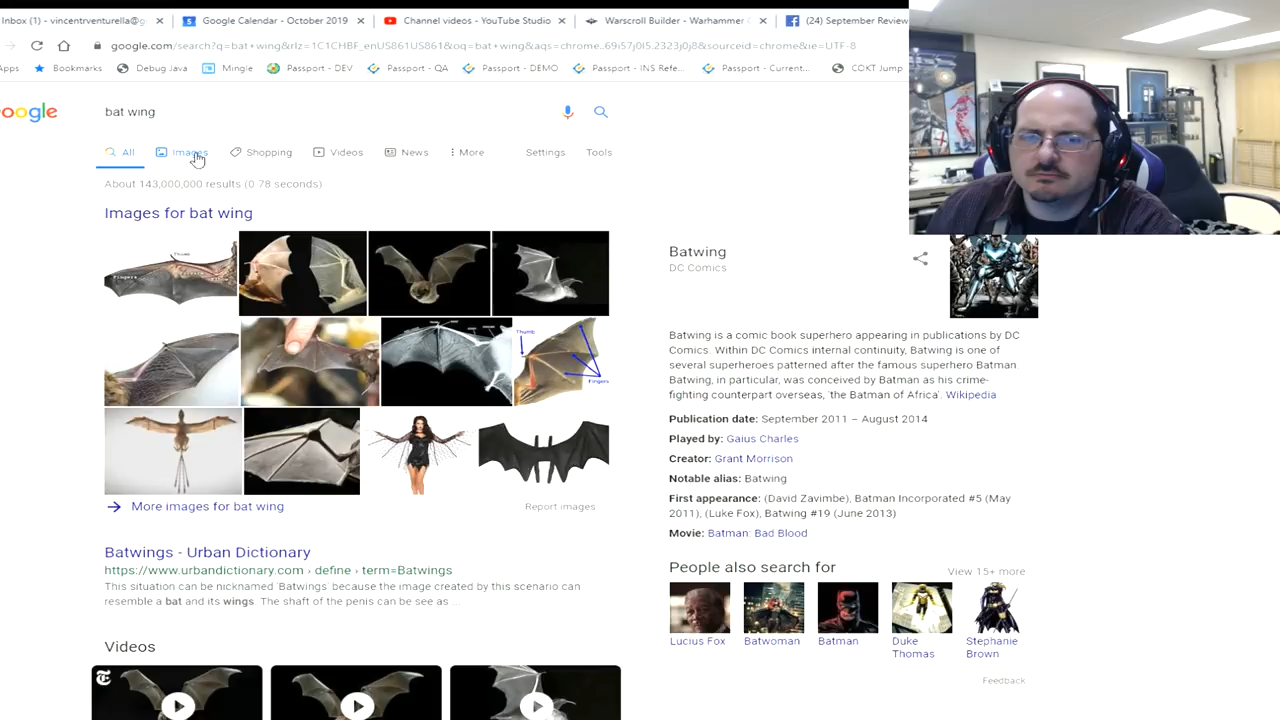 Inbox (1) - vincentrventurella@g
Google Calendar - October 2019
Channel videos - YouTube Studio
Warscroll Builder - Warhammer
(24) September Review
google.com/search?q=bat+wing&rlz=1C1CHBF_enUS861US861&oq=bat+wing&aqs=chrome..69i57j0l5.2323j0j8&sourceid=chrome&ie=UTF-8
Apps
Bookmarks
Debug Java
Mingle
Passport - DEV
Passport - QA
Passport - DEMO
Passport - INS Refe...
Passport - Current...
COKT Jump
oogle
bat wing
All
Images
Shopping
Videos
News
More
Settings
Tools
About 143,000,000 results (0.78 seconds)
Images for bat wing
Thumb
Fingers
Thumb
Fingers
More images for bat wing
Report images
Batwings - Urban Dictionary
https://www.urbandictionary.com › define › term=Batwings
This situation can be nicknamed 'Batwings' because the image created by this scenario can
resemble a bat and its wings. The shaft of the penis can be see as ...
Videos
Batwing
DC Comics
Batwing is a comic book superhero appearing in publications by DC
Comics. Within DC Comics internal continuity, Batwing is one of
several superheroes patterned after the famous superhero Batman.
Batwing, in particular, was conceived by Batman as his crime-
fighting counterpart overseas, 'the Batman of Africa'. Wikipedia
Publication date: September 2011 – August 2014
Played by: Gaius Charles
Creator: Grant Morrison
Notable alias: Batwing
First appearance: (David Zavimbe), Batman Incorporated #5 (May
2011), (Luke Fox), Batwing #19 (June 2013)
Movie: Batman: Bad Blood
People also search for
View 15+ more
Lucius Fox
Batwoman
Batman
Duke
Thomas
Stephanie
Brown
Feedback